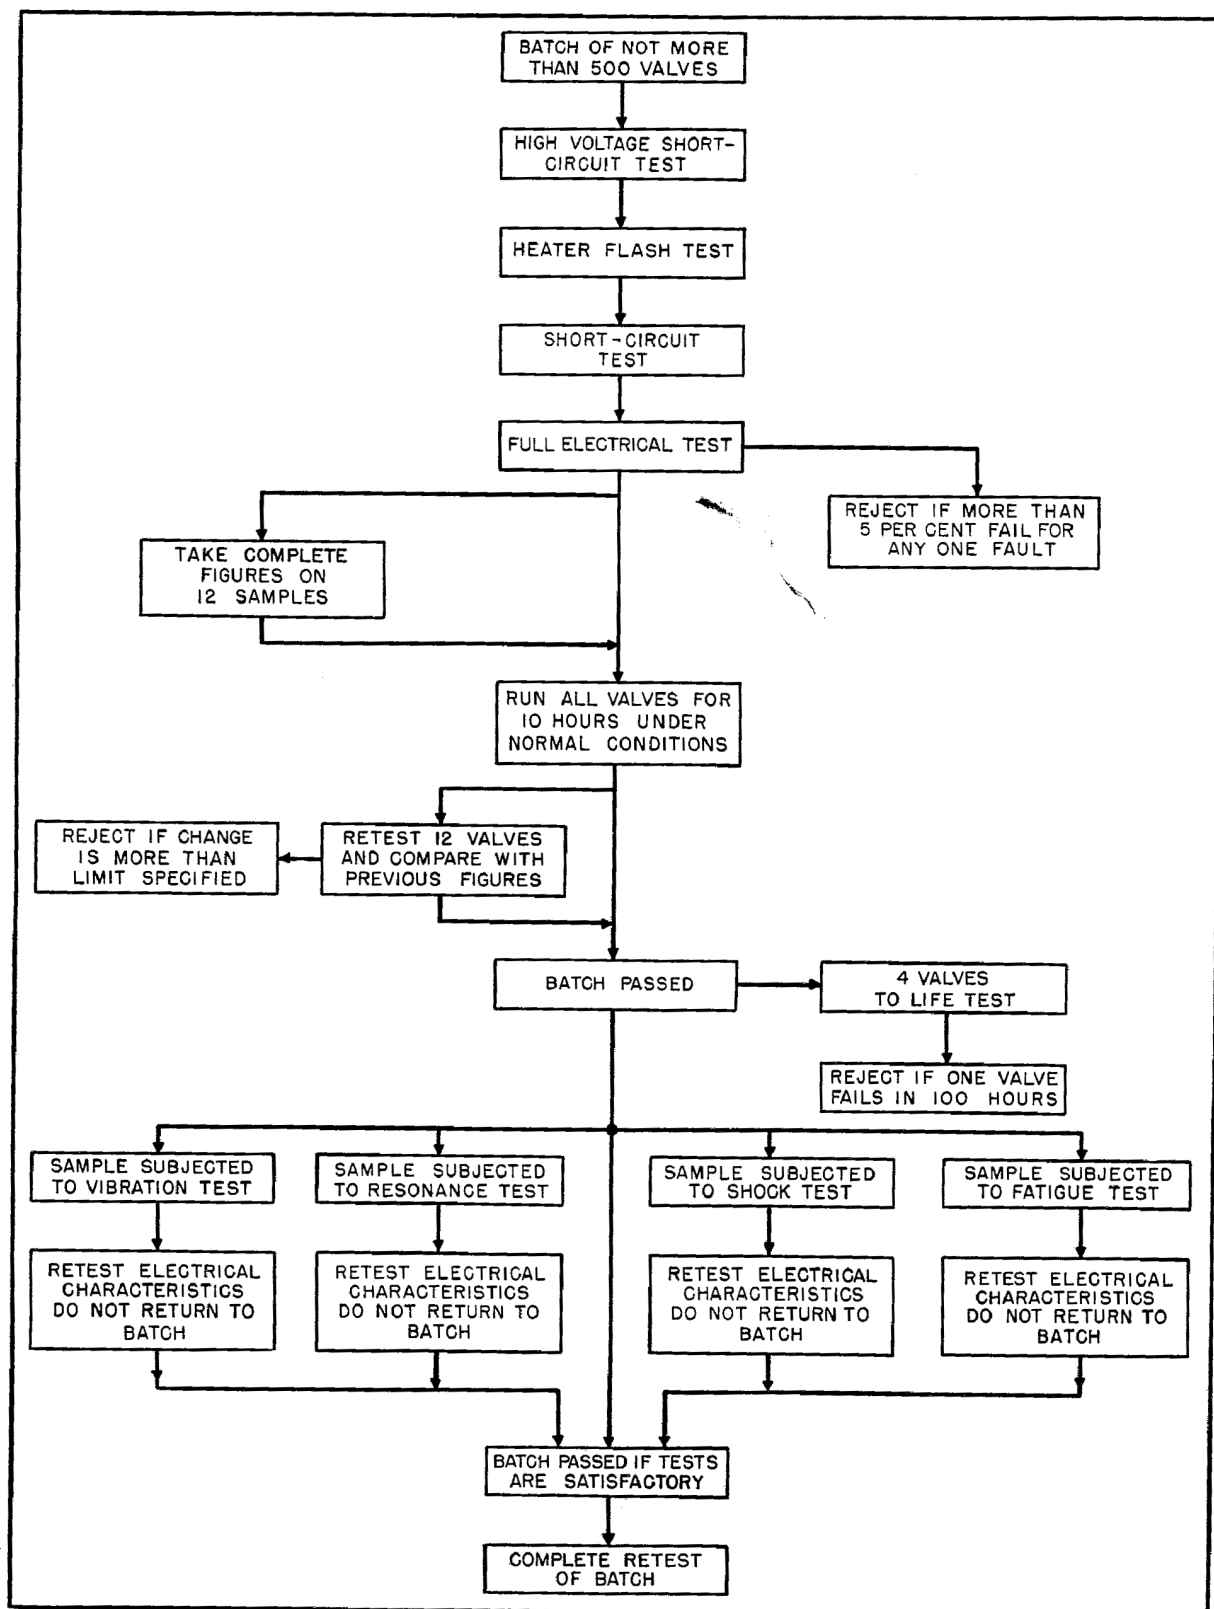 BATCH OF NOT MORE
THAN 500 VALVES
HIGH VOLTAGE SHORT-
CIRCUIT TEST
HEATER FLASH TEST
SHORT-CIRCUIT
TEST
FULL ELECTRICAL TEST
REJECT IF MORE THAN
5 PER CENT FAIL FOR
ANY ONE FAULT
TAKE COMPLETE
FIGURES ON
12 SAMPLES
RUN ALL VALVES FOR
10 HOURS UNDER
NORMAL CONDITIONS
REJECT IF CHANGE
IS MORE THAN
LIMIT SPECIFIED
RETEST 12 VALVES
AND COMPARE WITH
PREVIOUS FIGURES
BATCH PASSED
4 VALVES
TO LIFE TEST
REJECT IF ONE VALVE
FAILS IN 100 HOURS
SAMPLE SUBJECTED
TO VIBRATION TEST
SAMPLE SUBJECTED
TO RESONANCE TEST
SAMPLE SUBJECTED
TO SHOCK TEST
SAMPLE SUBJECTED
TO FATIGUE TEST
RETEST ELECTRICAL
CHARACTERISTICS
DO NOT RETURN TO
BATCH
RETEST ELECTRICAL
CHARACTERISTICS
DO NOT RETURN TO
BATCH
RETEST ELECTRICAL
CHARACTERISTICS
DO NOT RETURN TO
BATCH
RETEST ELECTRICAL
CHARACTERISTICS
DO NOT RETURN TO
BATCH
BATCH PASSED IF TESTS
ARE SATISFACTORY
COMPLETE RETEST
OF BATCH